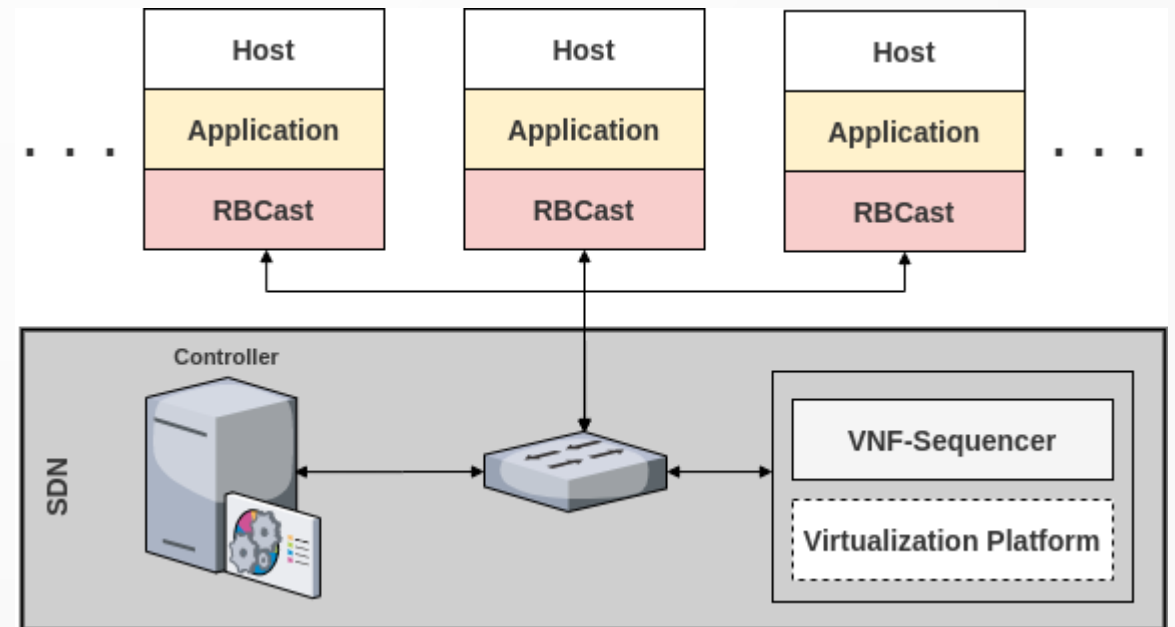 Host
Host
Host
Application
Application
Application
. . .
. . .
RBCast
RBCast
RBCast
Controller
SDN
VNF-Sequencer
Virtualization Platform